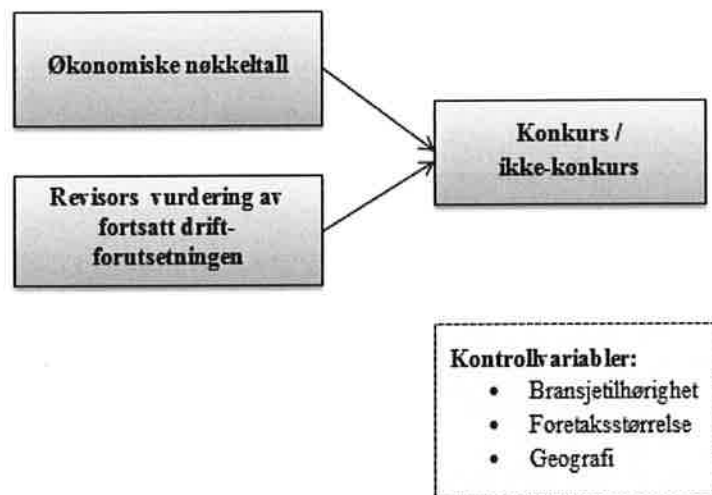 Økonomiske nøkkeltall
Konkurs /
ikke-konkurs
Revisors vurdering av
fortsatt drift-
forutsetningen
Kontrollvariabler:
• Bransjetilhørighet
• Foretaksstørrelse
• Geografi